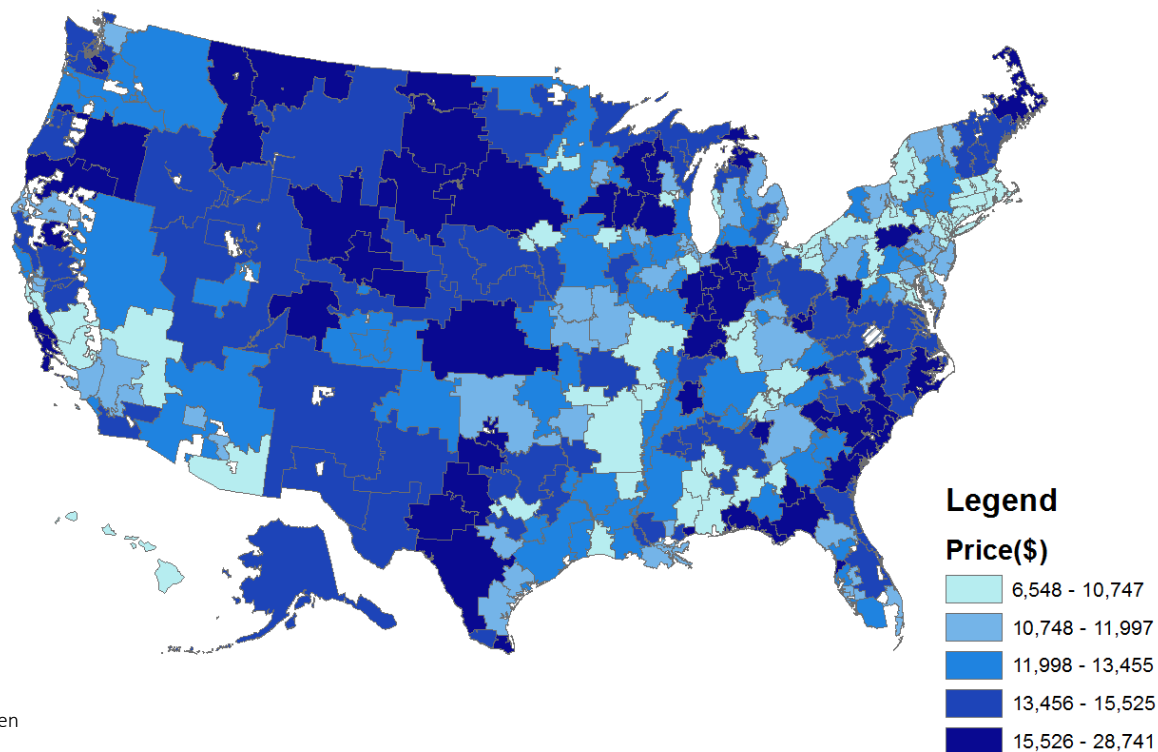 Legend
Price($)
6,548 - 10,747
10,748 - 11,997
11,998 - 13,455
13,456 - 15,525
15,526 - 28,741
en